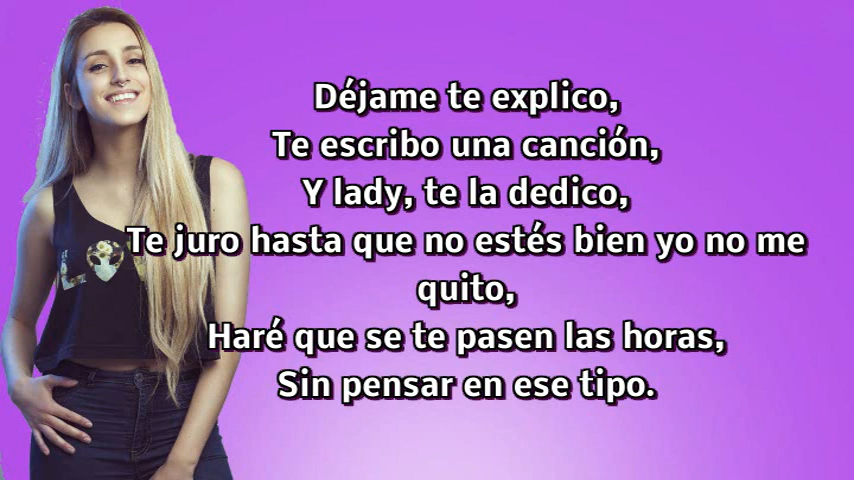 Déjame te explico,
Te escribo una canción,
Y lady, te la dedico,
Te juro hasta que no estés bien yo no me
quito,
Haré que se te pasen las horas,
Sin pensar en ese tipo.